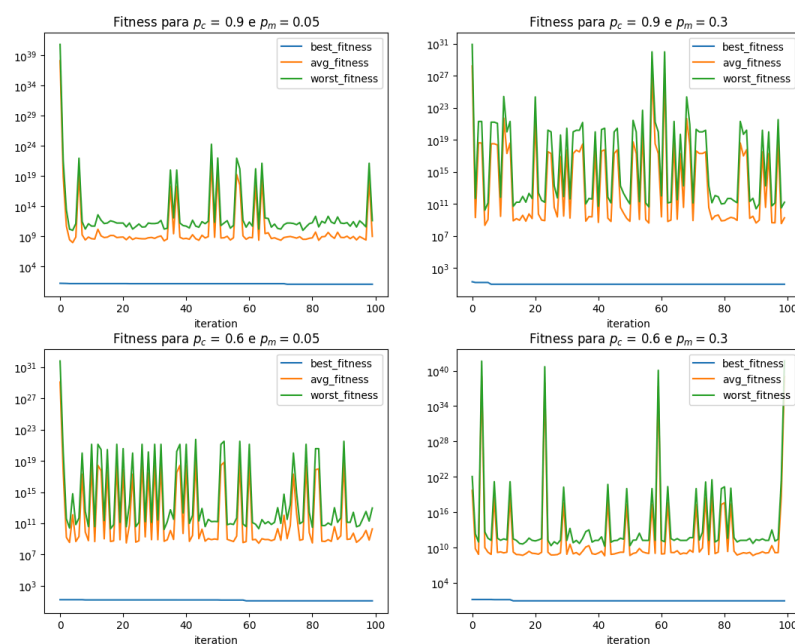 Fitness para p_c = 0.9 e p_m = 0.05
10^39
10^34
10^29
10^24
10^19
10^14
10^9
10^4
best_fitness
avg_fitness
worst_fitness
0 20 40 60 80 100
iteration
Fitness para p_c = 0.9 e p_m = 0.3
10^31
10^27
10^23
10^19
10^15
10^11
10^7
10^3
best_fitness
avg_fitness
worst_fitness
0 20 40 60 80 100
iteration
Fitness para p_c = 0.6 e p_m = 0.05
10^31
10^27
10^23
10^19
10^15
10^11
10^7
10^3
best_fitness
avg_fitness
worst_fitness
0 20 40 60 80 100
iteration
Fitness para p_c = 0.6 e p_m = 0.3
10^40
10^34
10^28
10^22
10^16
10^10
10^4
best_fitness
avg_fitness
worst_fitness
0 20 40 60 80 100
iteration